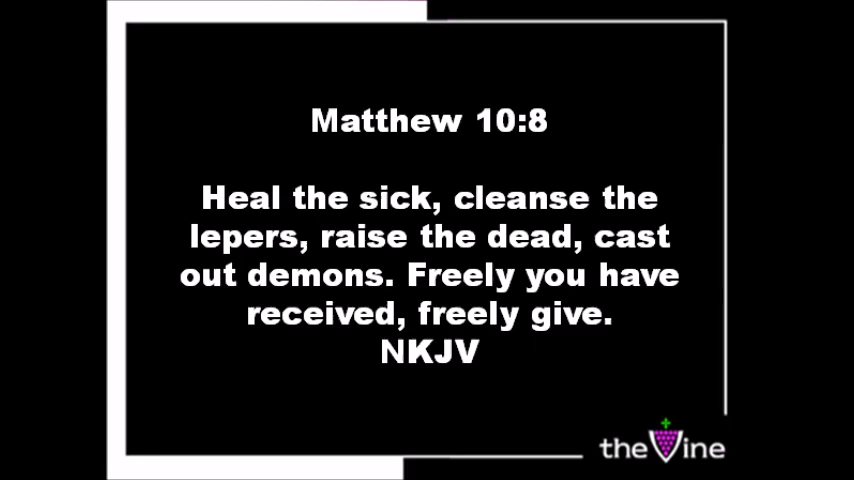 Matthew 10:8
Heal the sick, cleanse the
lepers, raise the dead, cast
out demons. Freely you have
received, freely give.
NKJV
theVine